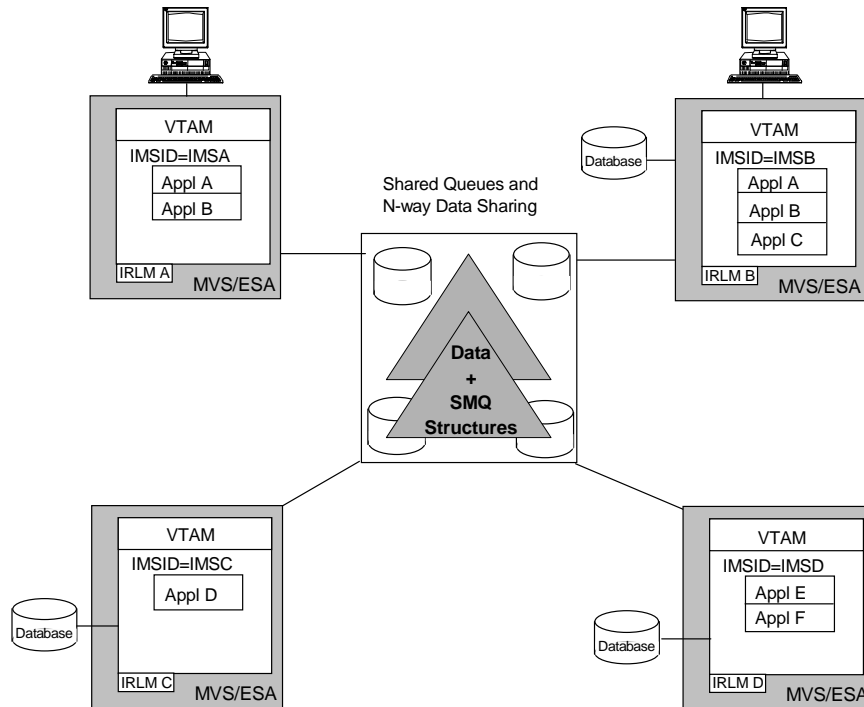 VTAM
IMSID=IMSA
Appl A
Appl B
IRLM A
MVS/ESA
VTAM
IMSID=IMSB
Appl A
Appl B
Appl C
IRLM B
MVS/ESA
Database
Shared Queues and
N-way Data Sharing
Data
+
SMQ
Structures
VTAM
IMSID=IMSC
Appl D
IRLM C
MVS/ESA
Database
VTAM
IMSID=IMSD
Appl E
Appl F
IRLM D
MVS/ESA
Database